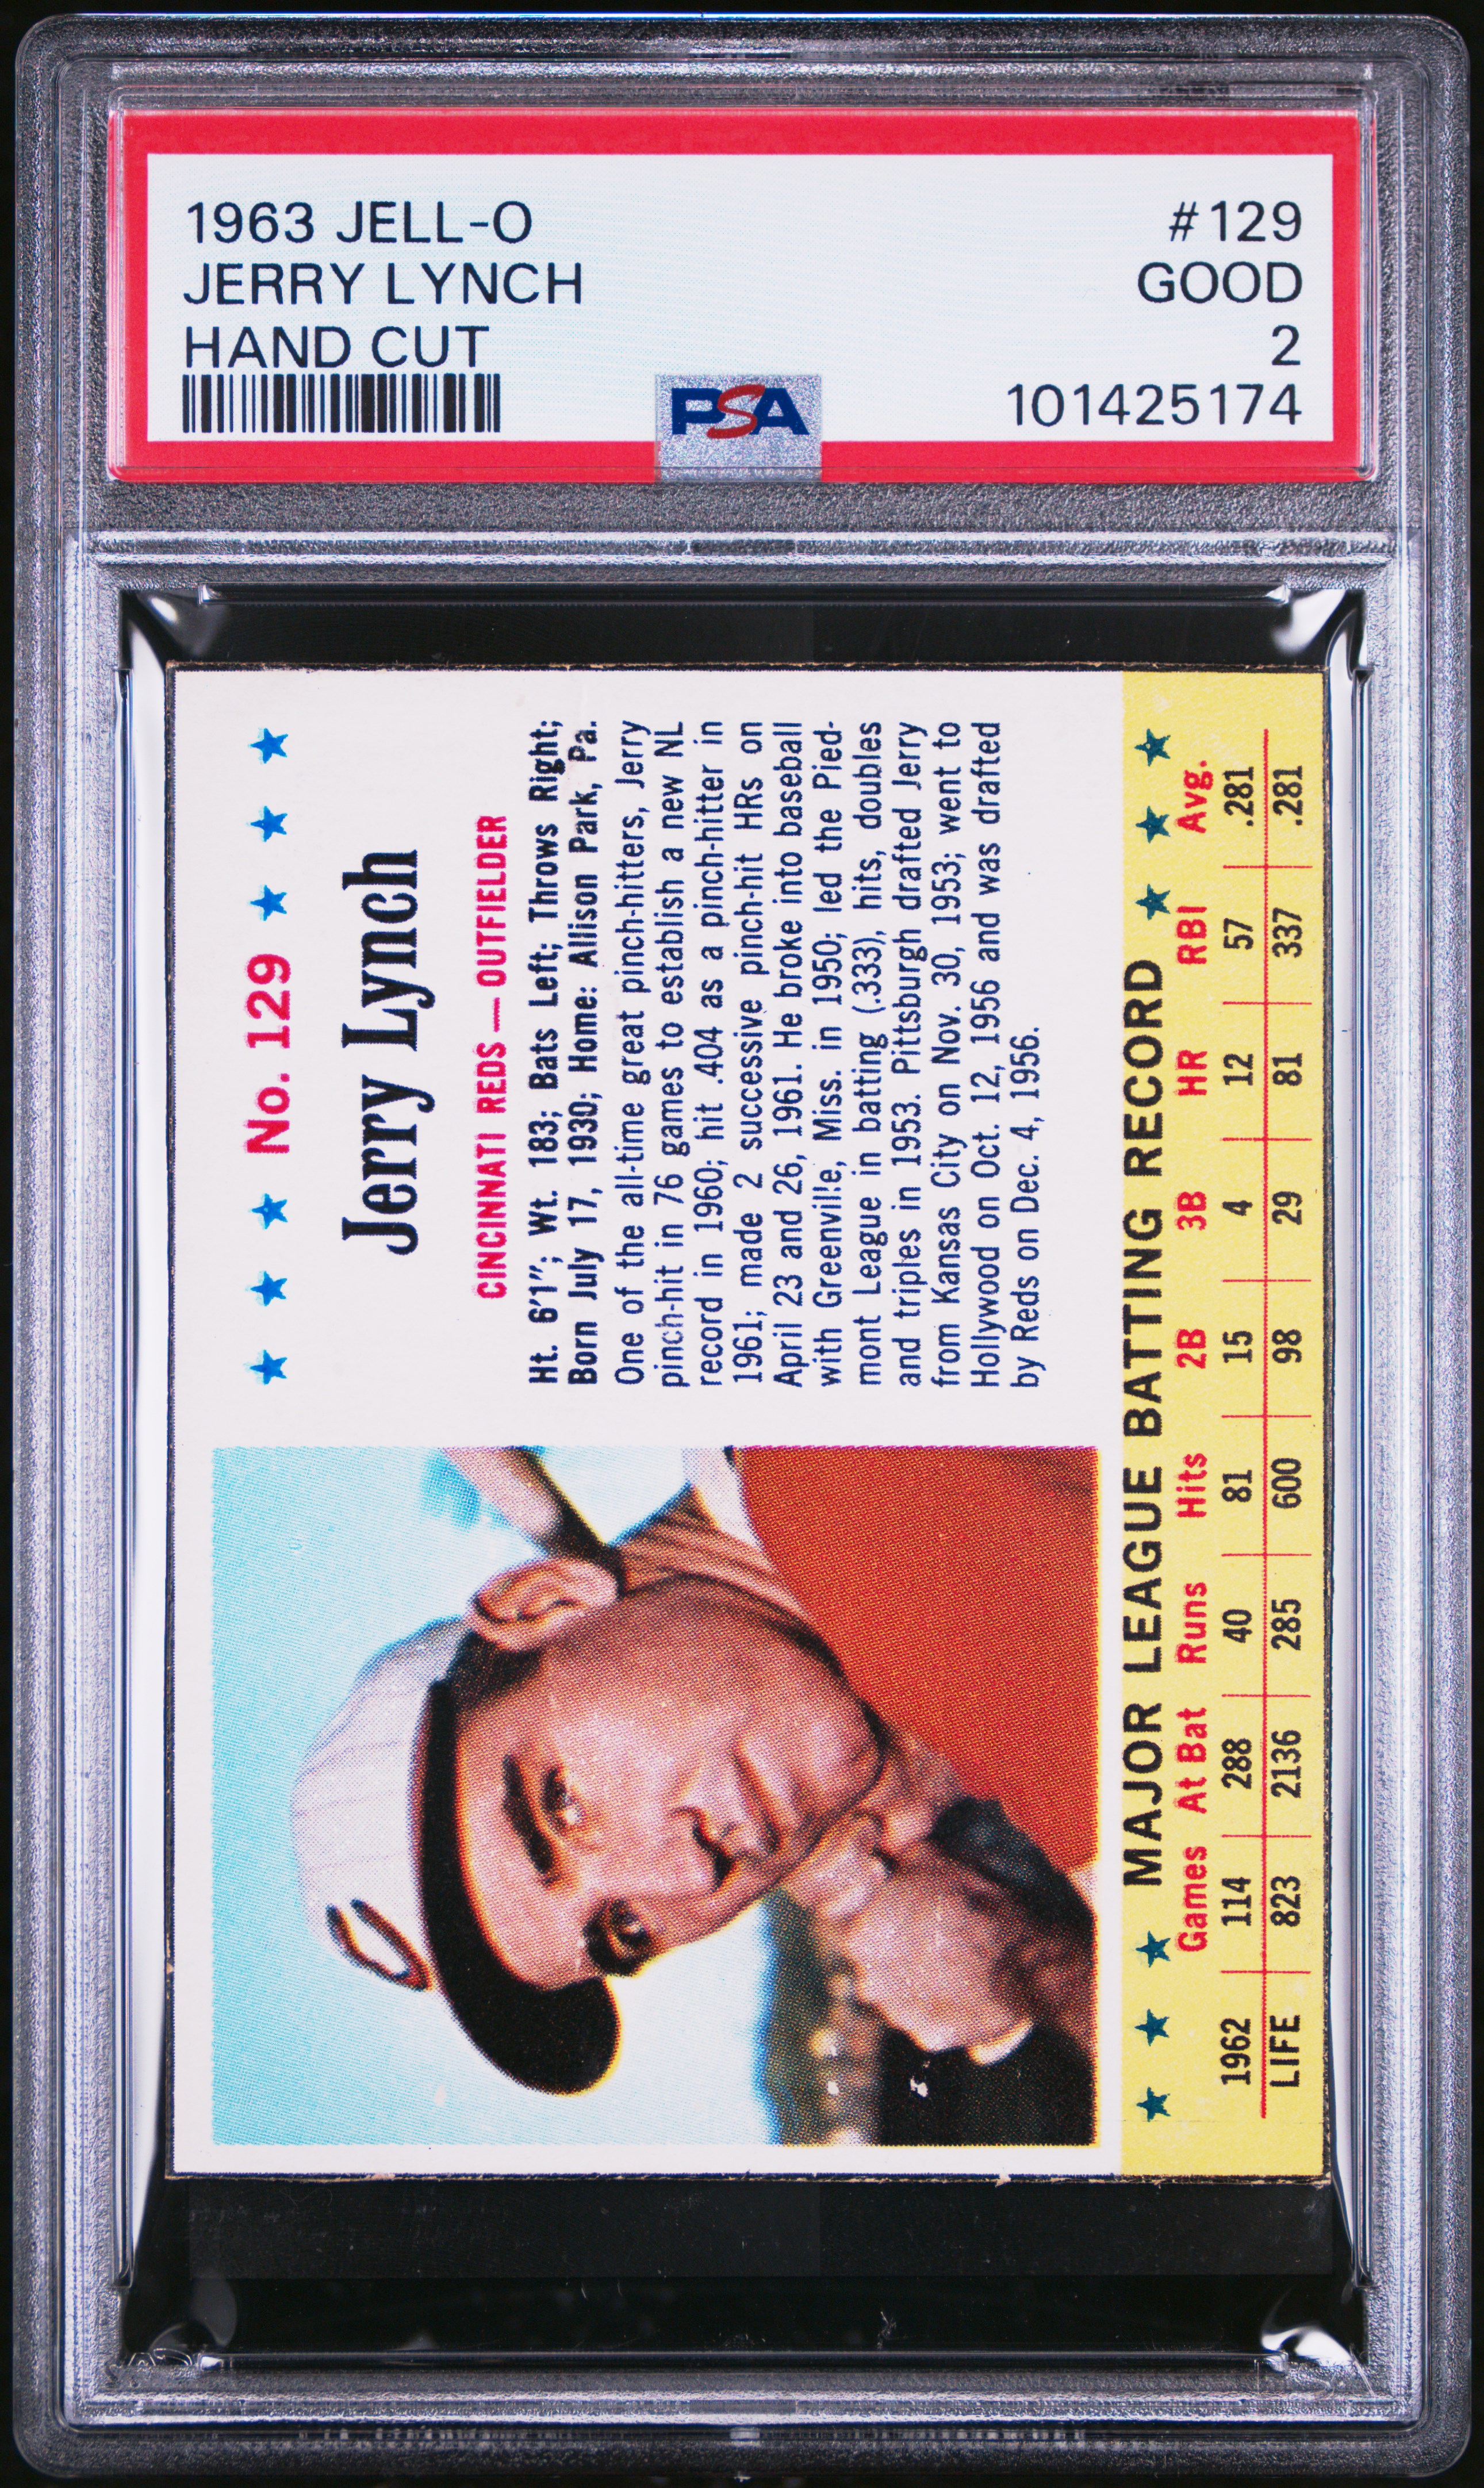 1963 JELL-O #129
JERRY LYNCH GOOD
HAND CUT 2
PSA 101425174
No. 129
Jerry Lynch
CINCINNATI REDS — OUTFIELDER
Ht. 6'1"; Wt. 183; Bats Left; Throws Right;
Born July 17, 1930; Home: Allison Park, Pa.
One of the all-time great pinch-hitters, Jerry
pinch-hit in 76 games to establish a new NL
record in 1960; hit .404 as a pinch-hitter in
1961; made 2 successive pinch-hit HRs on
April 23 and 26, 1961. He broke into baseball
with Greenville, Miss. in 1950; led the Pied-
mont League in batting (.333), hits, doubles
and triples in 1953. Pittsburgh drafted Jerry
from Kansas City on Nov. 30, 1953; went to
Hollywood on Oct. 12, 1956 and was drafted
by Reds on Dec. 4, 1956.
C
MAJOR LEAGUE BATTING RECORD
Games At Bat Runs Hits 2B 3B HR RBI Avg.
1962 114 288 40 81 15 4 12 57 .281
LIFE 823 2136 285 600 98 29 81 337 .281
PSA